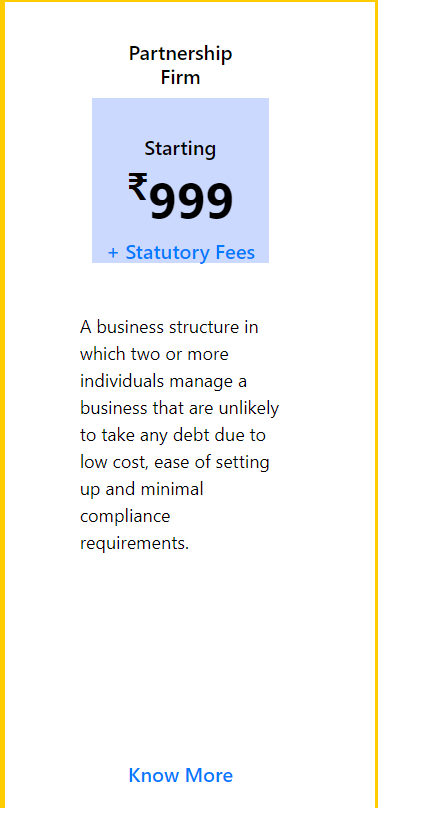 Partnership
Firm
Starting
₹999
+ Statutory Fees
A business structure in
which two or more
individuals manage a
business that are unlikely
to take any debt due to
low cost, ease of setting
up and minimal
compliance
requirements.
Know More